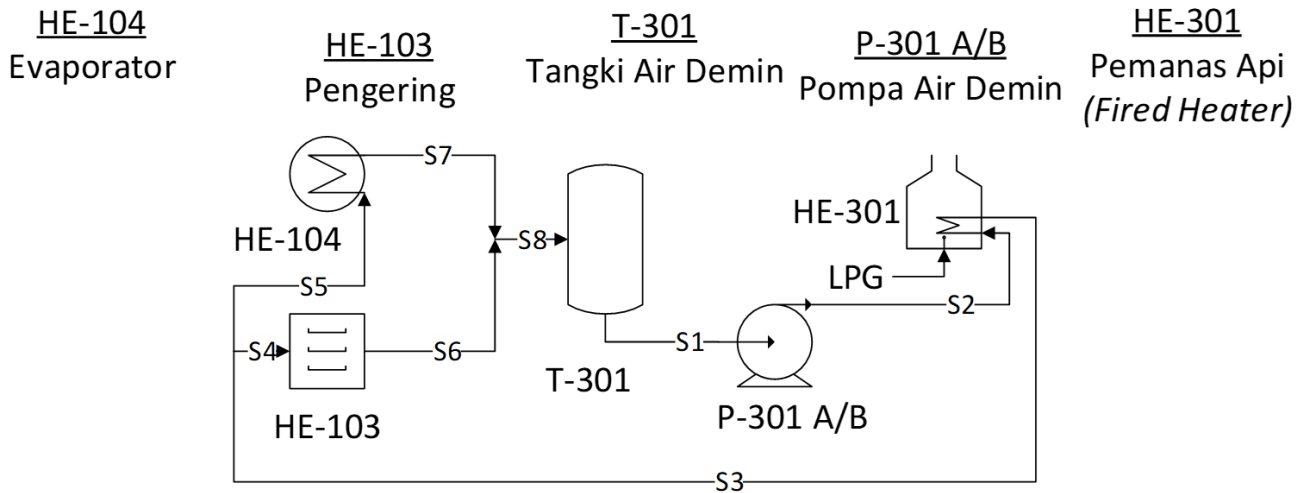 HE-104
Evaporator
HE-103
Pengering
T-301
Tangki Air Demin
P-301 A/B
Pompa Air Demin
HE-301
Pemanas Api
(Fired Heater)
S7
HE-104
S8
HE-301
S5
LPG
S2
S4
S6
S1
T-301
HE-103
P-301 A/B
S3